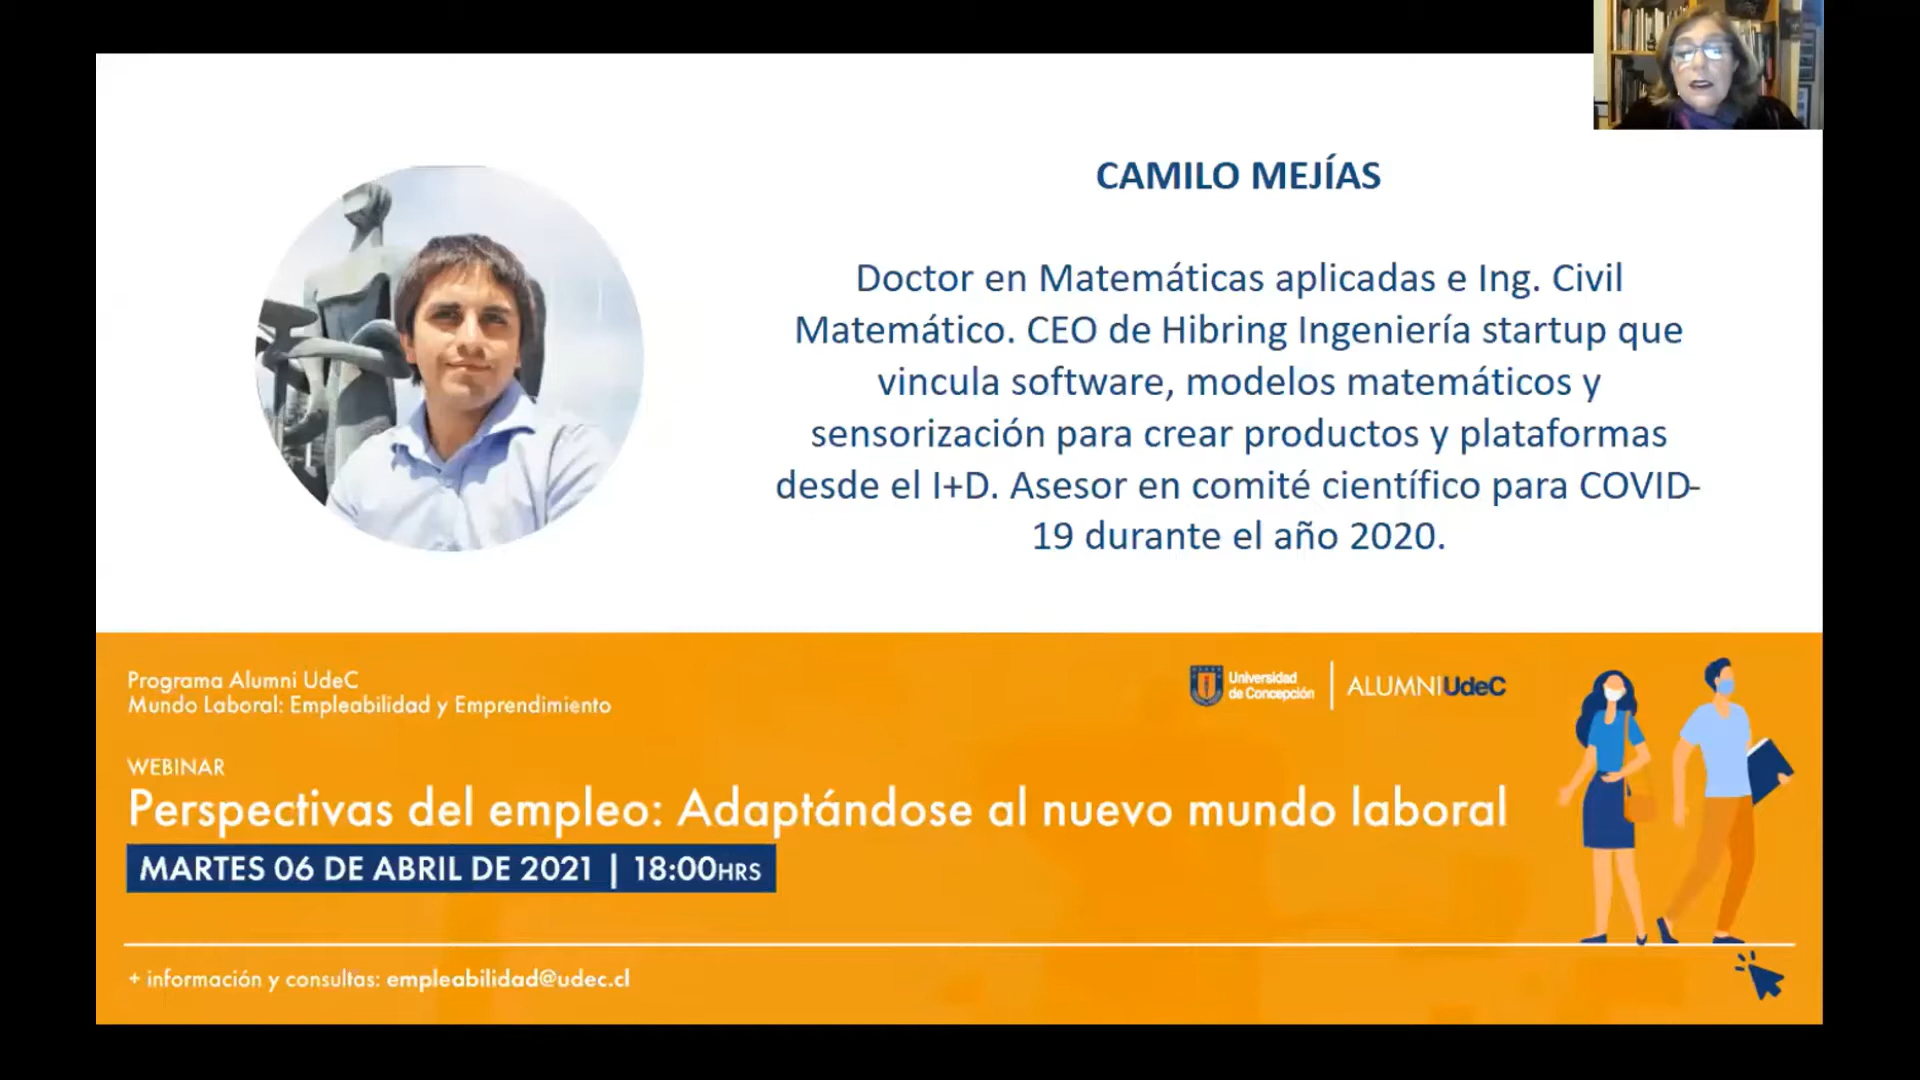 CAMILO MEJÍAS
Doctor en Matemáticas aplicadas e Ing. Civil
Matemático. CEO de Hibring Ingeniería startup que
vincula software, modelos matemáticos y
sensorización para crear productos y plataformas
desde el I+D. Asesor en comité científico para COVID-
19 durante el año 2020.
Programa Alumni UdeC
Mundo Laboral: Empleabilidad y Emprendimiento
Universidad
de Concepción
ALUMNIUdeC
WEBINAR
Perspectivas del empleo: Adaptándose al nuevo mundo laboral
MARTES 06 DE ABRIL DE 2021 | 18:00HRS
+ información y consultas: empleabilidad@udec.cl